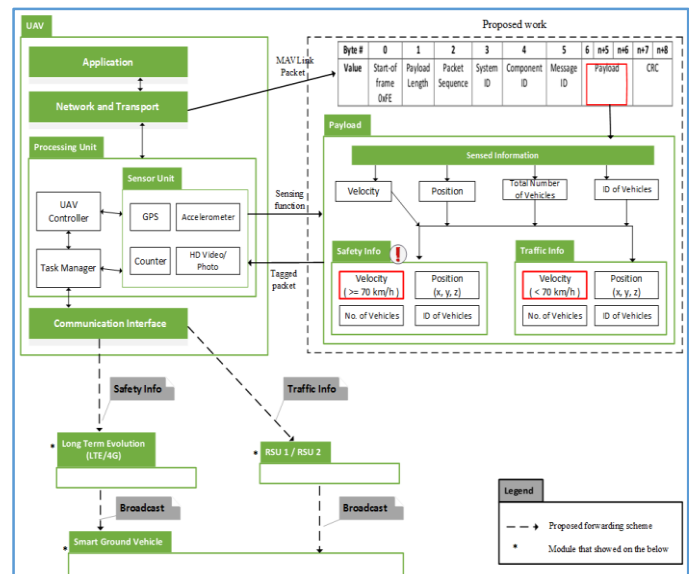 UAV
Application
Network and Transport
Processing Unit
Sensor Unit
UAV
Controller
GPS
Accelerometer
Task Manager
Counter
HD Video/
Photo
Communication Interface
MAVLink
Packet
Sensing
function
Tagged
packet
Proposed work
Byte # 0 1 2 3 4 5 6 n+5 n+6 n+7 n+8
Value Start-of Payload Packet System Component Message Payload CRC
frame Length Sequence ID ID ID
0xFE
Payload
Sensed Information
Velocity
Position
Total Number
of Vehicles
ID of Vehicles
Safety Info
!
Velocity
( >= 70 km/h )
Position
(x, y, z)
No. of Vehicles
ID of Vehicles
Traffic Info
Velocity
( < 70 km/h )
Position
(x, y, z)
No. of Vehicles
ID of Vehicles
Safety Info
Traffic Info
* Long Term Evolution
(LTE/4G)
* RSU 1 / RSU 2
Broadcast
Broadcast
* Smart Ground Vehicle
Legend
Proposed forwarding scheme
* Module that showed on the below